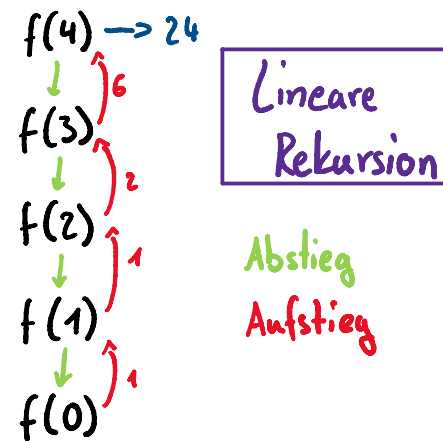 f(4) → 24
6
f(3)
2
f(2)
1
f(1)
1
f(0)
Lineare
Rekursion
Abstieg
Aufstieg